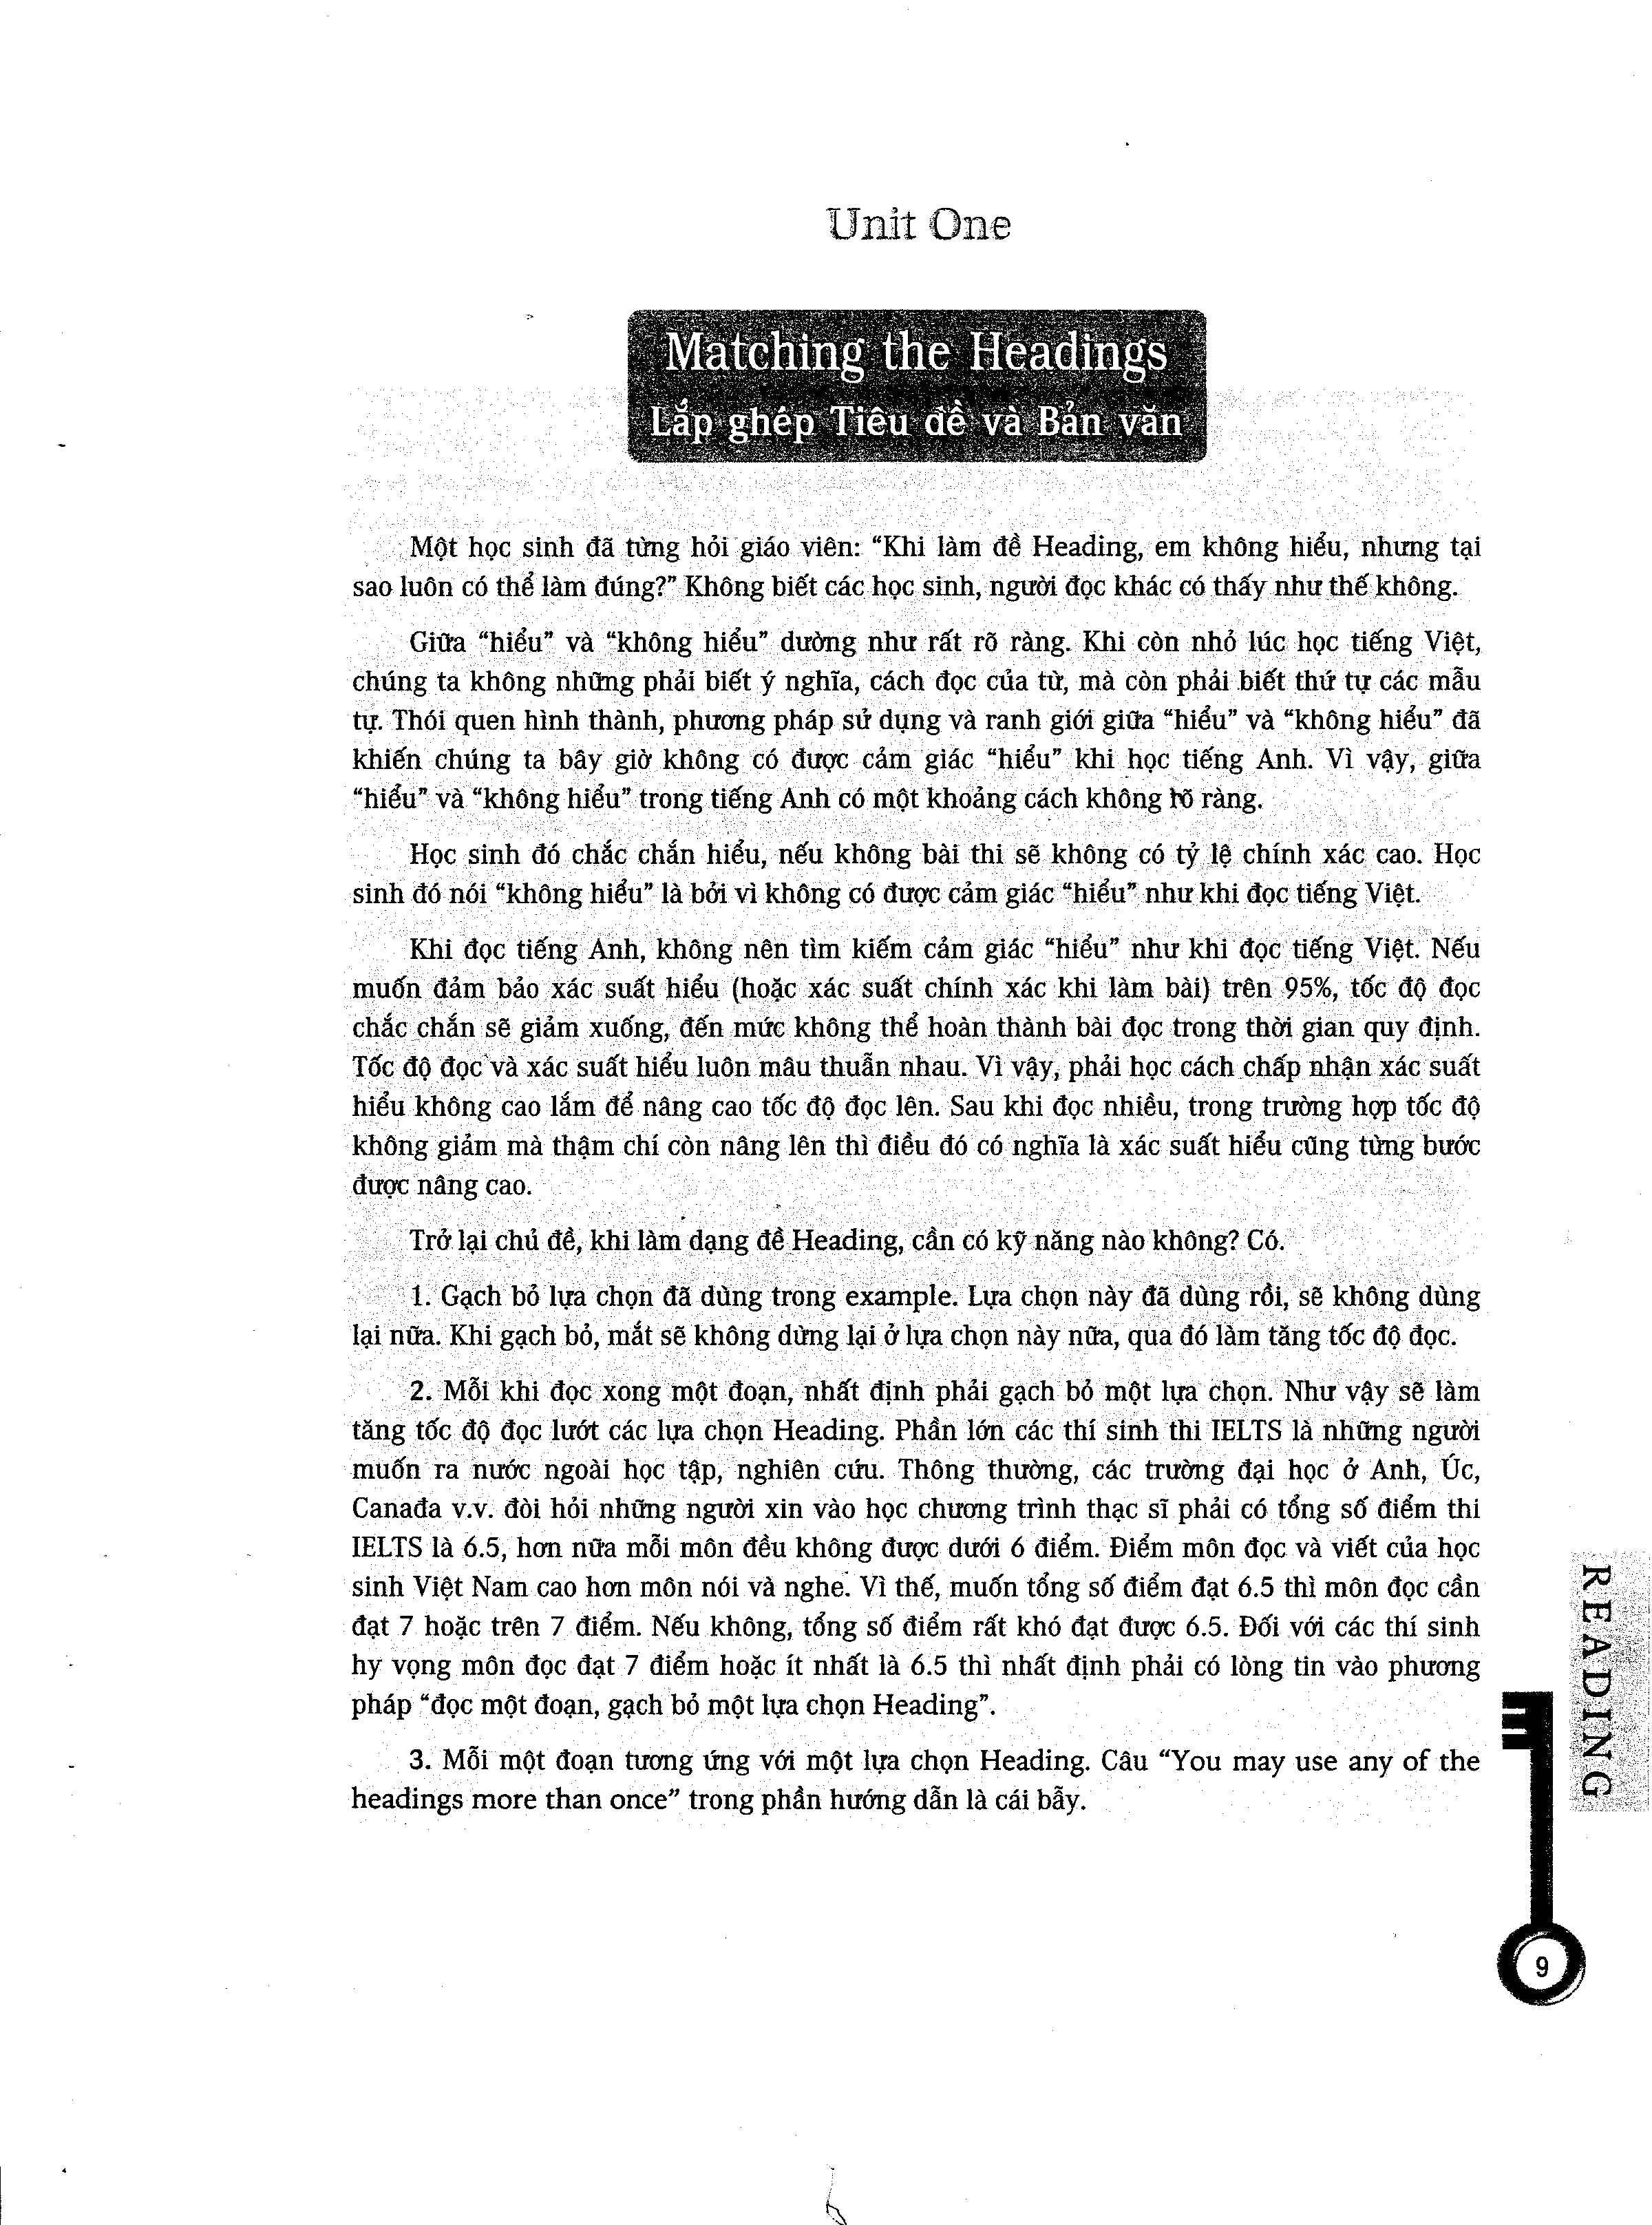 Unit One
Matching the Headings
Lắp ghép Tiêu đề và Bản văn
Một học sinh đã từng hỏi giáo viên: “Khi làm đề Heading, em không hiểu, nhưng tại
sao luôn có thể làm đúng?” Không biết các học sinh, người đọc khác có thấy như thế không.
Giữa “hiểu” và “không hiểu” dường như rất rõ ràng. Khi còn nhỏ lúc học tiếng Việt,
chúng ta không những phải biết ý nghĩa, cách đọc của từ, mà còn phải biết thứ tự các mẫu
tự. Thói quen hình thành, phương pháp sử dụng và ranh giới giữa “hiểu” và “không hiểu” đã
khiến chúng ta bây giờ không có được cảm giác “hiểu” khi học tiếng Anh. Vì vậy, giữa
“hiểu” và “không hiểu” trong tiếng Anh có một khoảng cách không rõ ràng.
Học sinh đó chắc chắn hiểu, nếu không bài thi sẽ không có tỷ lệ chính xác cao. Học
sinh đó nói “không hiểu” là bởi vì không có được cảm giác “hiểu” như khi đọc tiếng Việt.
Khi đọc tiếng Anh, không nên tìm kiếm cảm giác “hiểu” như khi đọc tiếng Việt. Nếu
muốn đảm bảo xác suất hiểu (hoặc xác suất chính xác khi làm bài) trên 95%, tốc độ đọc
chắc chắn sẽ giảm xuống, đến mức không thể hoàn thành bài đọc trong thời gian quy định.
Tốc độ đọc và xác suất hiểu luôn mâu thuẫn nhau. Vì vậy, phải học cách chấp nhận xác suất
hiểu không cao lắm để nâng cao tốc độ đọc lên. Sau khi đọc nhiều, trong trường hợp tốc độ
không giảm mà thậm chí còn nâng lên thì điều đó có nghĩa là xác suất hiểu cũng từng bước
được nâng cao.
Trở lại chủ đề, khi làm dạng đề Heading, cần có kỹ năng nào không? Có.
1. Gạch bỏ lựa chọn đã dùng trong example. Lựa chọn này đã dùng rồi, sẽ không dùng
lại nữa. Khi gạch bỏ, mắt sẽ không dừng lại ở lựa chọn này nữa, qua đó làm tăng tốc độ đọc.
2. Mỗi khi đọc xong một đoạn, nhất định phải gạch bỏ một lựa chọn. Như vậy sẽ làm
tăng tốc độ đọc lướt các lựa chọn Heading. Phần lớn các thí sinh thi IELTS là những người
muốn ra nước ngoài học tập, nghiên cứu. Thông thường, các trường đại học ở Anh, Úc,
Canađa v.v. đòi hỏi những người xin vào học chương trình thạc sĩ phải có tổng số điểm thi
IELTS là 6.5, hơn nữa mỗi môn đều không được dưới 6 điểm. Điểm môn đọc và viết của học
sinh Việt Nam cao hơn môn nói và nghe. Vì thế, muốn tổng số điểm đạt 6.5 thì môn đọc cần
đạt 7 hoặc trên 7 điểm. Nếu không, tổng số điểm rất khó đạt được 6.5. Đối với các thí sinh
hy vọng môn đọc đạt 7 điểm hoặc ít nhất là 6.5 thì nhất định phải có lòng tin vào phương
pháp “đọc một đoạn, gạch bỏ một lựa chọn Heading”.
3. Mỗi một đoạn tương ứng với một lựa chọn Heading. Câu “You may use any of the
headings more than once” trong phần hướng dẫn là cái bẫy.
READING
9